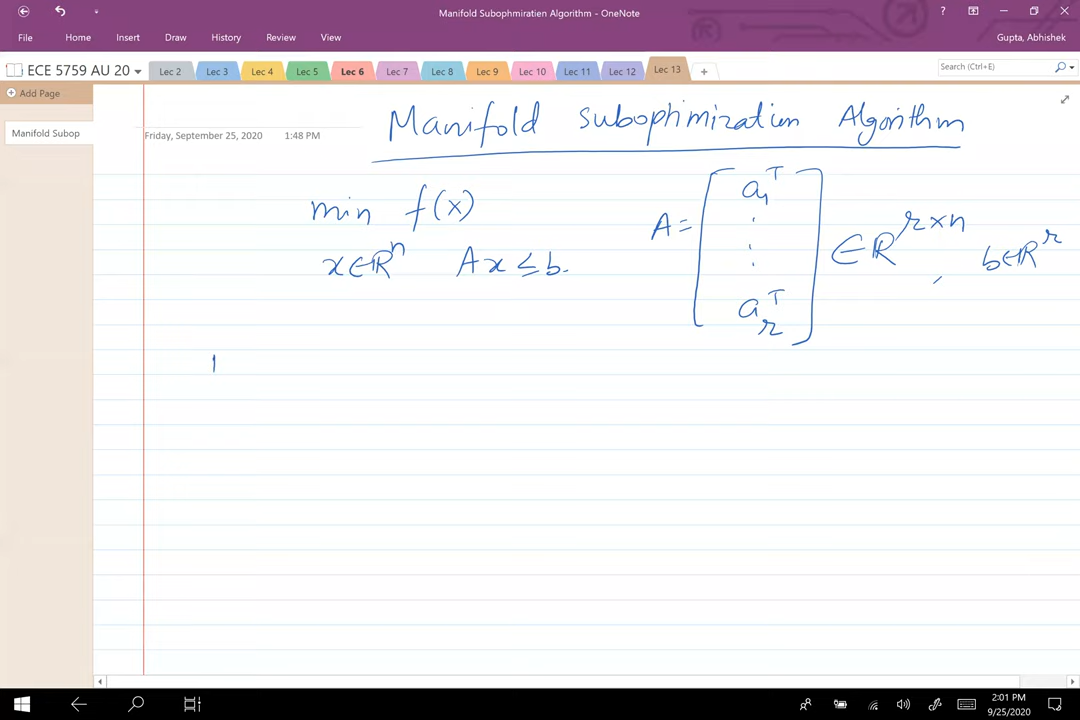 Manifold Subophmiratien Algorithm - OneNote
Gupta, Abhishek
File Home Insert Draw History Review View
ECE 5759 AU 20 Lec 2 Lec 3 Lec 4 Lec 5 Lec 6 Lec 7 Lec 8 Lec 9 Lec 10 Lec 11 Lec 12 Lec 13
Search (Ctrl+E)
Add Page
Manifold Subop
Friday, September 25, 2020 1:48 PM
Manifold Suboptimization Algorithm
min f(x)
x∈ℝⁿ Ax ≤ b.
A = [a₁ᵀ ⋮ aᵣᵀ] ∈ ℝ^{r×n}, b∈ℝ^r
2:01 PM
9/25/2020